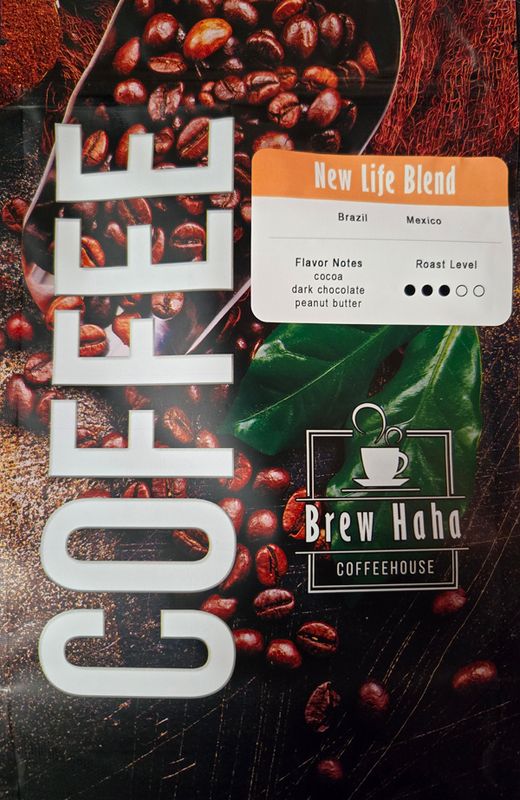 COFFEE
New Life Blend
Brazil Mexico
Flavor Notes Roast Level
cocoa
dark chocolate
peanut butter
Brew Haha
COFFEEHOUSE